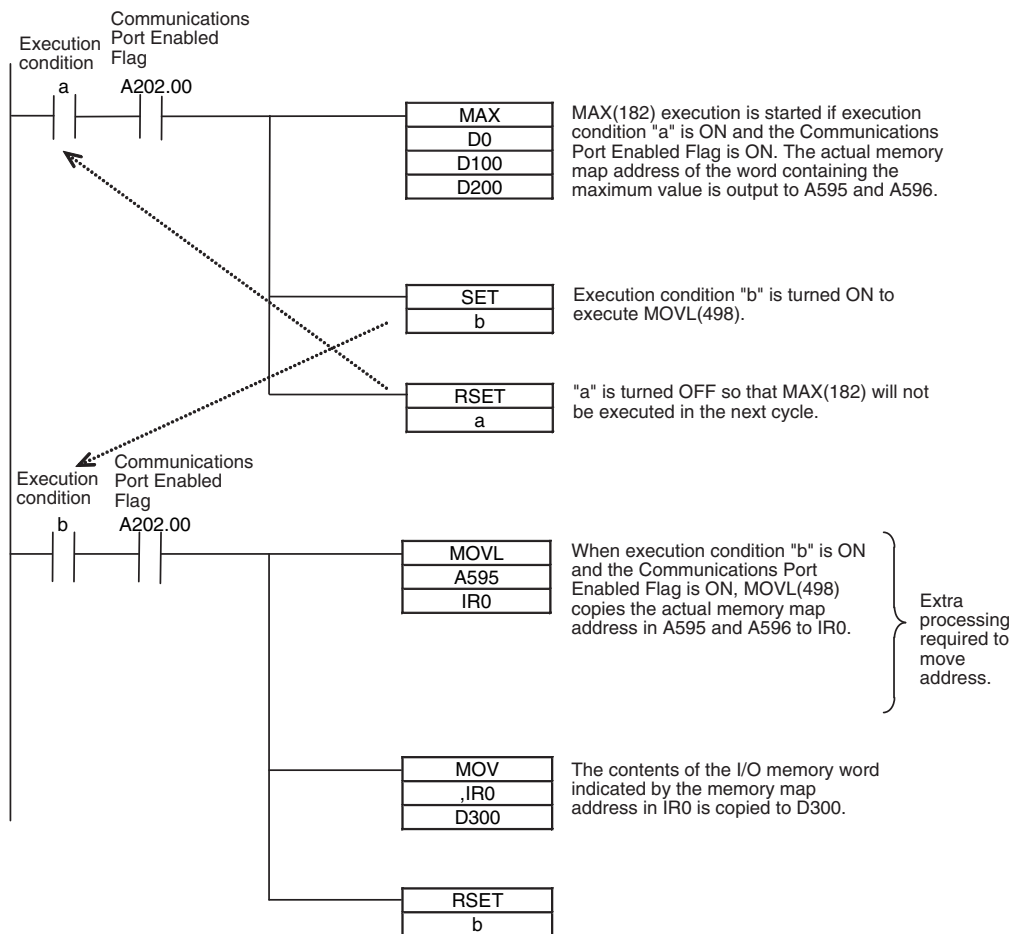 Execution
condition
Communications
Port Enabled
Flag
a
A202.00
MAX
D0
D100
D200
MAX(182) execution is started if execution
condition "a" is ON and the Communications
Port Enabled Flag is ON. The actual memory
map address of the word containing the
maximum value is output to A595 and A596.
SET
b
Execution condition "b" is turned ON to
execute MOVL(498).
RSET
a
"a" is turned OFF so that MAX(182) will not
be executed in the next cycle.
Execution
condition
Communications
Port Enabled
Flag
b
A202.00
MOVL
A595
IR0
When execution condition "b" is ON
and the Communications Port
Enabled Flag is ON, MOVL(498)
copies the actual memory map
address in A595 and A596 to IR0.
Extra
processing
required to
move
address.
MOV
,IR0
D300
The contents of the I/O memory word
indicated by the memory map
address in IR0 is copied to D300.
RSET
b